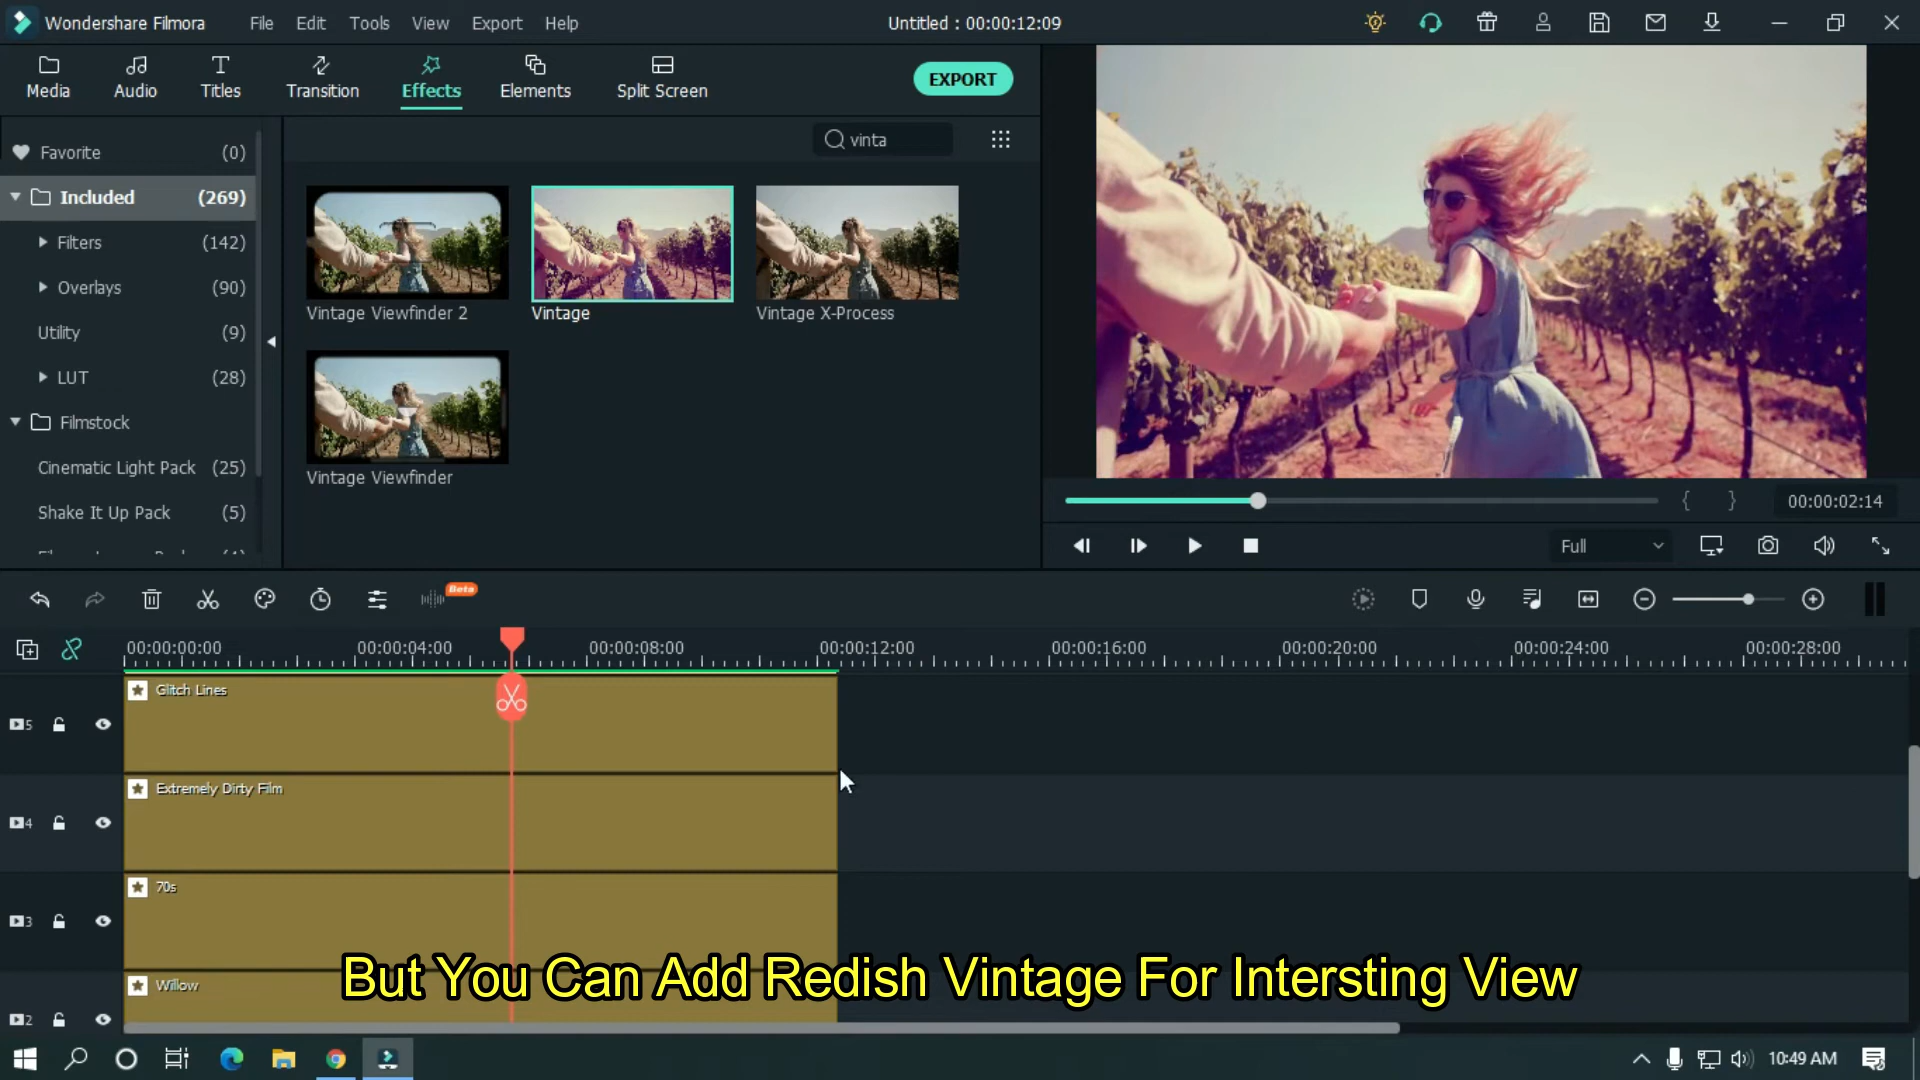 Wondershare Filmora File Edit Tools View Export Help Untitled : 00:00:12:09
Media Audio Titles Transition Effects Elements Split Screen EXPORT
Favorite (0)
vinta
Included (269)
Filters (142)
Overlays (90)
Utility (9)
LUT (28)
Filmstock
Cinematic Light Pack (25)
Shake It Up Pack (5)
Vintage Viewfinder 2 Vintage Vintage X-Process
Vintage Viewfinder
00:00:02:14
Full
Beta
00:00:00:00 00:00:04:00 00:00:08:00 00:00:12:00 00:00:16:00 00:00:20:00 00:00:24:00 00:00:28:00
Glitch Lines
5
Extremely Dirty Film
4
70s
3
Willow
2
But You Can Add Redish Vintage For Intersting View
10:49 AM